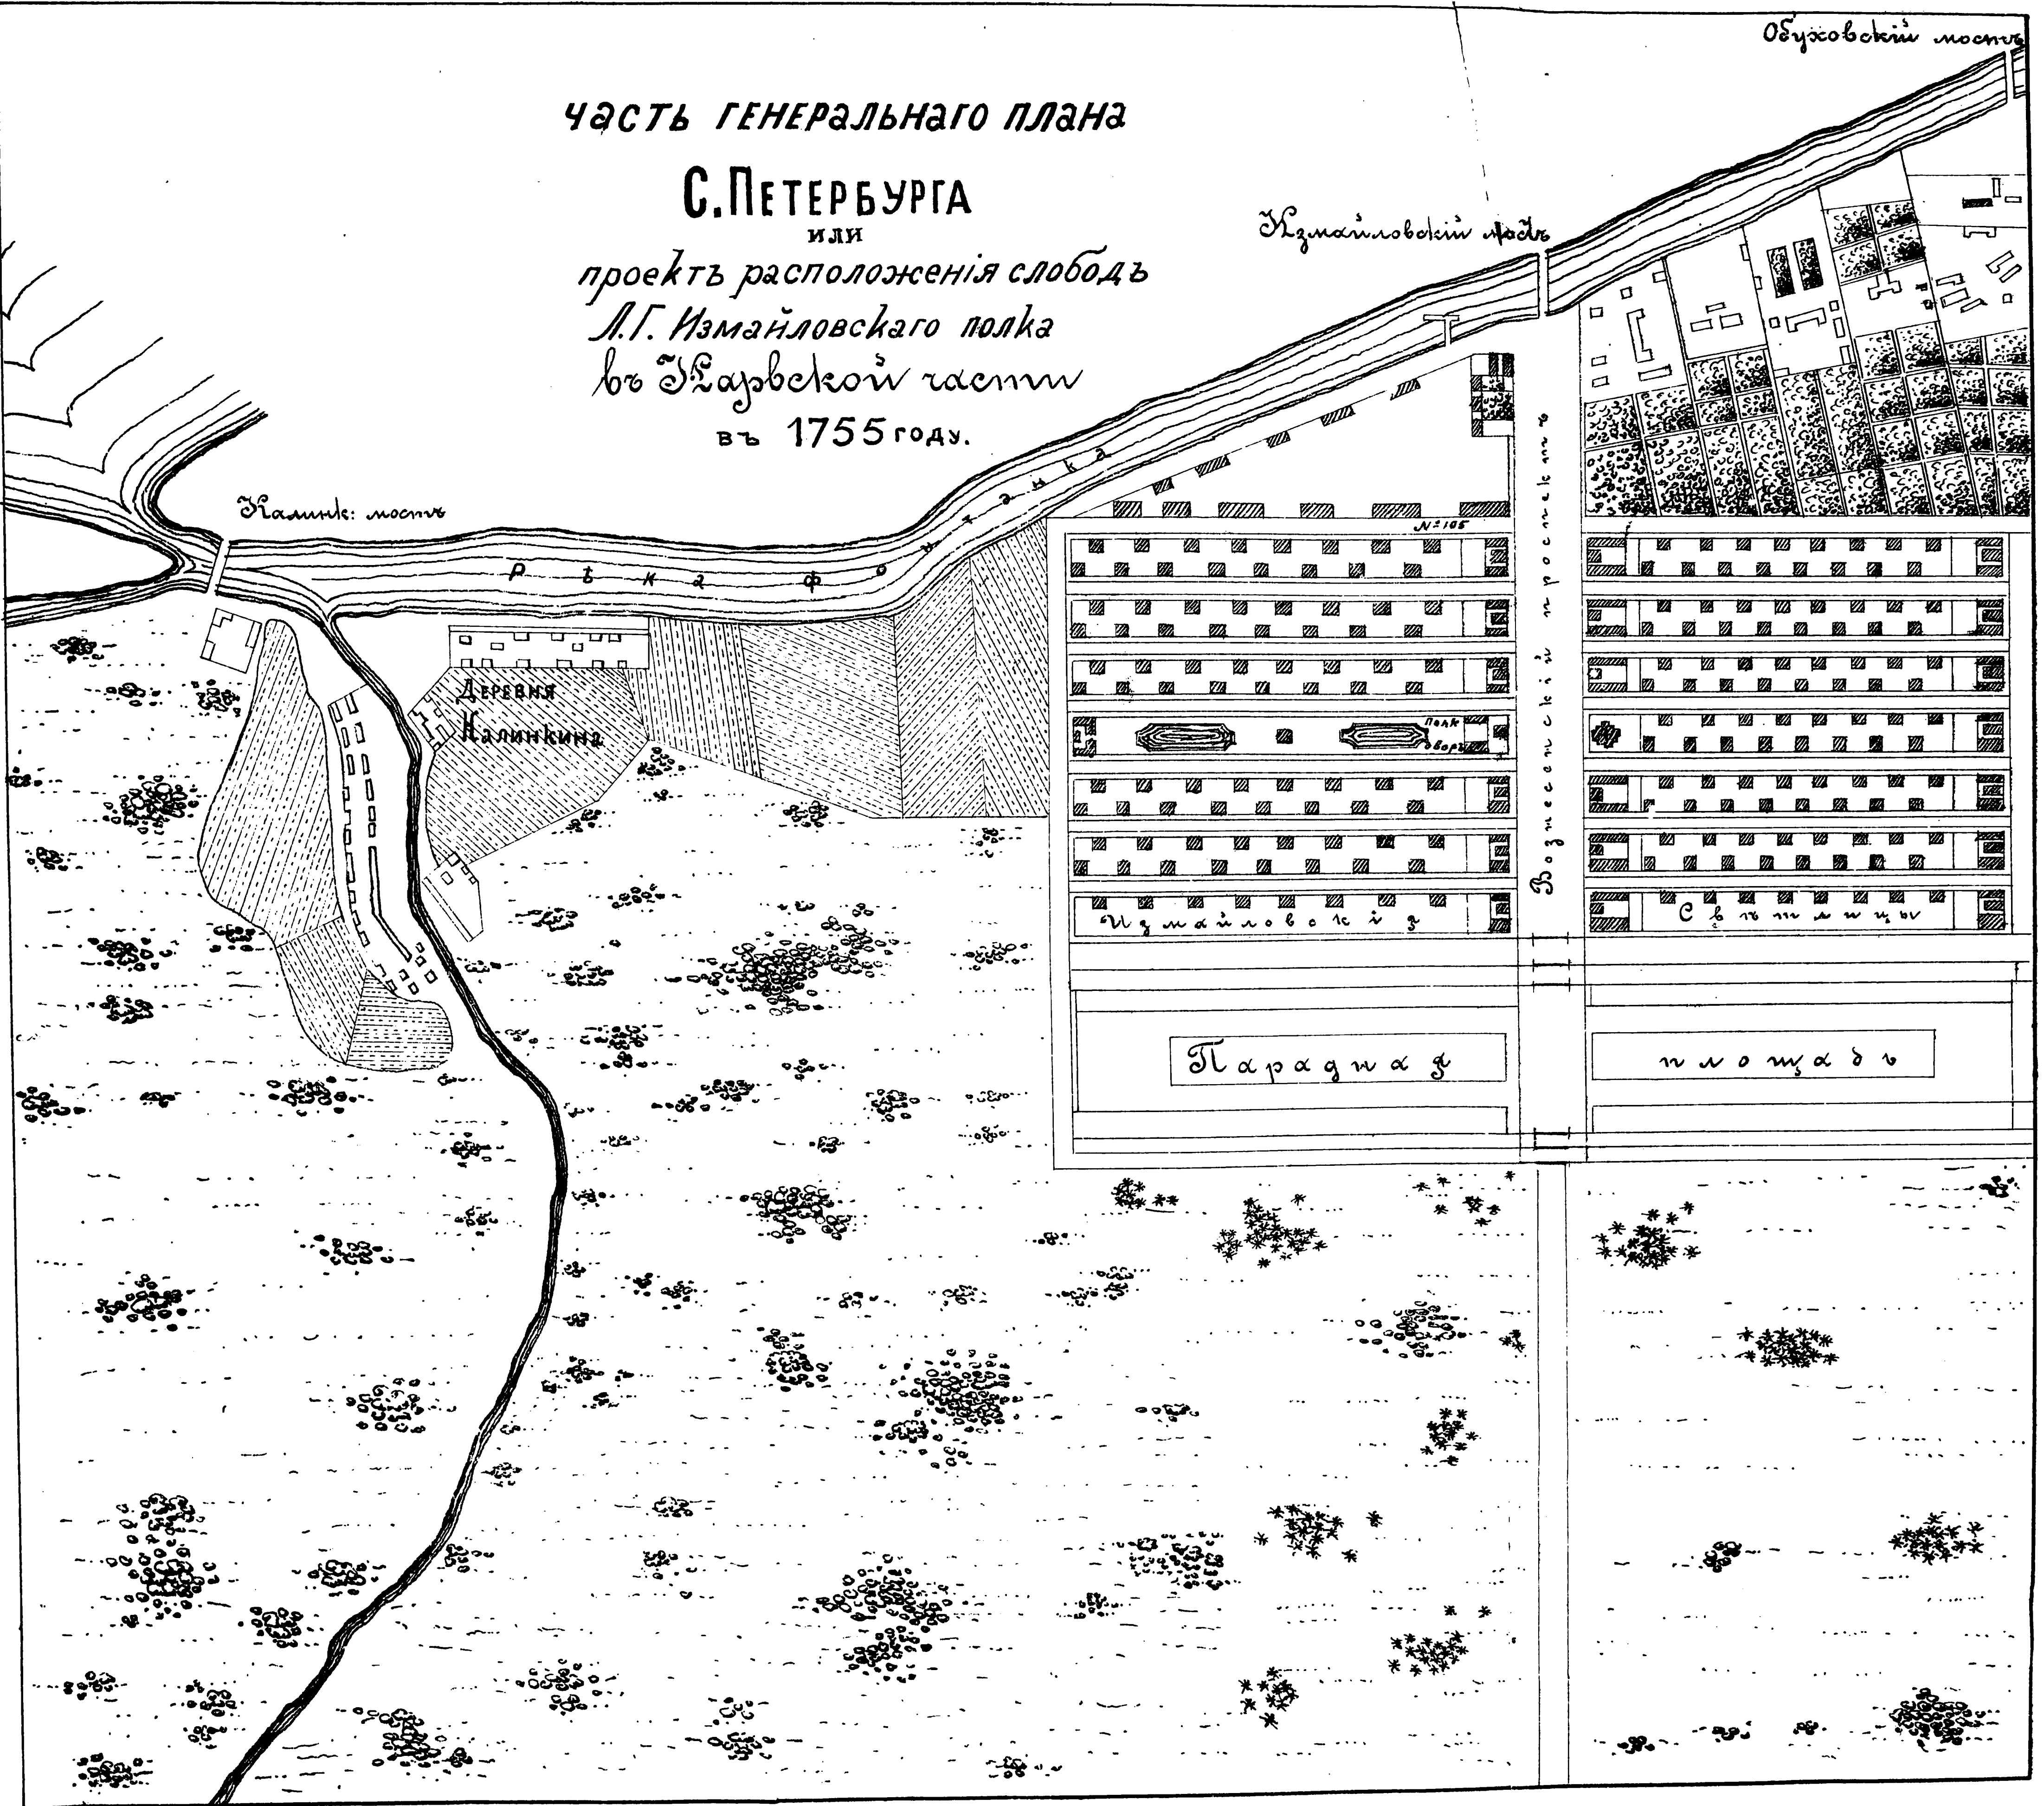 Обуховскій мостъ
ЧАСТЬ ГЕНЕРАЛЬНАГО ПЛАНА
С.ПЕТЕРБУРГА
ИЛИ
проектъ расположенія слободъ
Л.Г. Измайловскаго полка
въ Нарвской части
въ 1755 году.
Измайловскій мостъ
Калинк: мостъ
Рѣка Фонтанка
№ 105
Вознесенскій проспектъ
ДЕРЕВНЯ
КАЛИНКИНА
полк
дворъ
Измайловскія Свѣтлицы
Парадная площадь